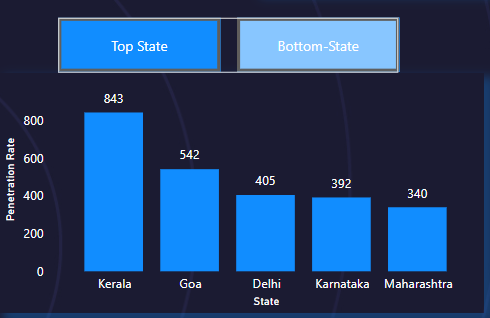 Top State
Bottom-State
Penetration Rate
800
600
400
200
0
843
542
405
392
340
Kerala
Goa
Delhi
Karnataka
Maharashtra
State